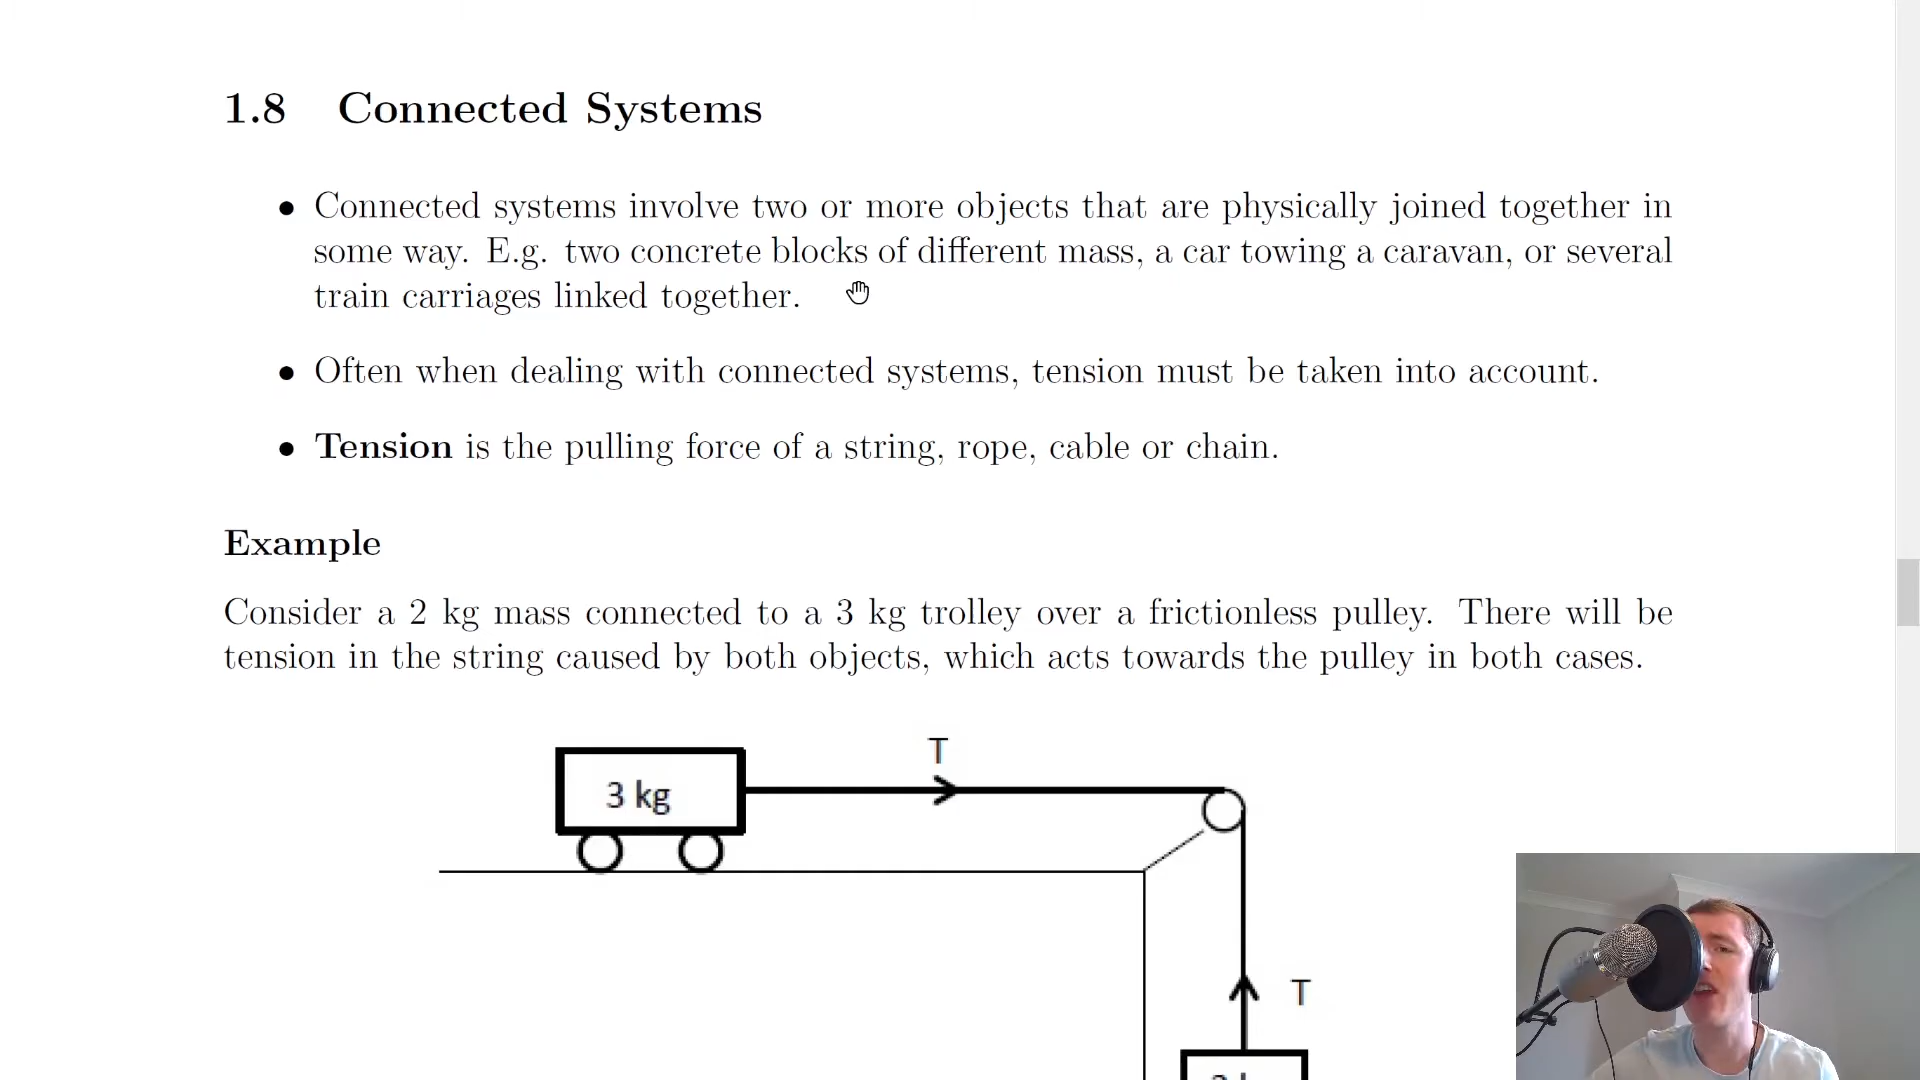 1.8 Connected Systems
• Connected systems involve two or more objects that are physically joined together in
some way. E.g. two concrete blocks of different mass, a car towing a caravan, or several
train carriages linked together.
• Often when dealing with connected systems, tension must be taken into account.
• Tension is the pulling force of a string, rope, cable or chain.
Example
Consider a 2 kg mass connected to a 3 kg trolley over a frictionless pulley. There will be
tension in the string caused by both objects, which acts towards the pulley in both cases.
T
3 kg
T